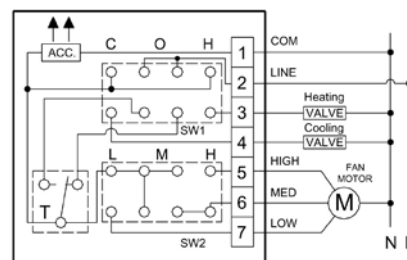 C O H
ACC.
1 COM
2 LINE
Heating
3 VALVE
SW1
Cooling
4 VALVE
L M H
5 HIGH
FAN
MOTOR
T
6 MED
M
7 LOW
SW2
N